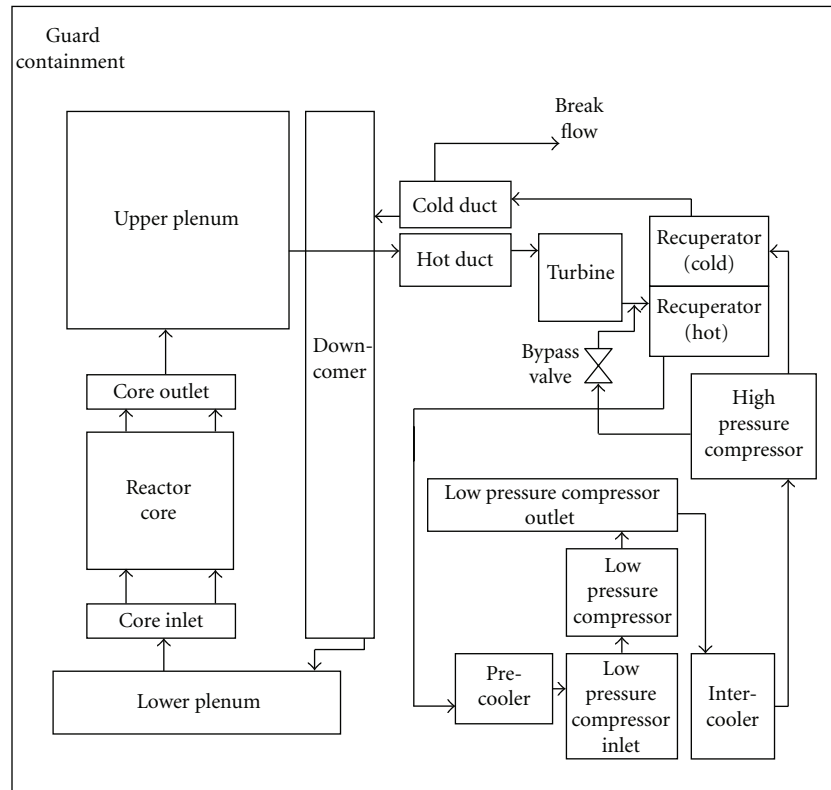 Guard
containment
Break
flow
Upper plenum
Cold duct
Hot duct
Turbine
Recuperator
(cold)
Recuperator
(hot)
Down-
comer
Bypass
valve
Core outlet
High
pressure
compressor
Reactor
core
Low pressure compressor
outlet
Low
pressure
compressor
Core inlet
Lower plenum
Pre-
cooler
Low
pressure
compressor
inlet
Inter-
cooler